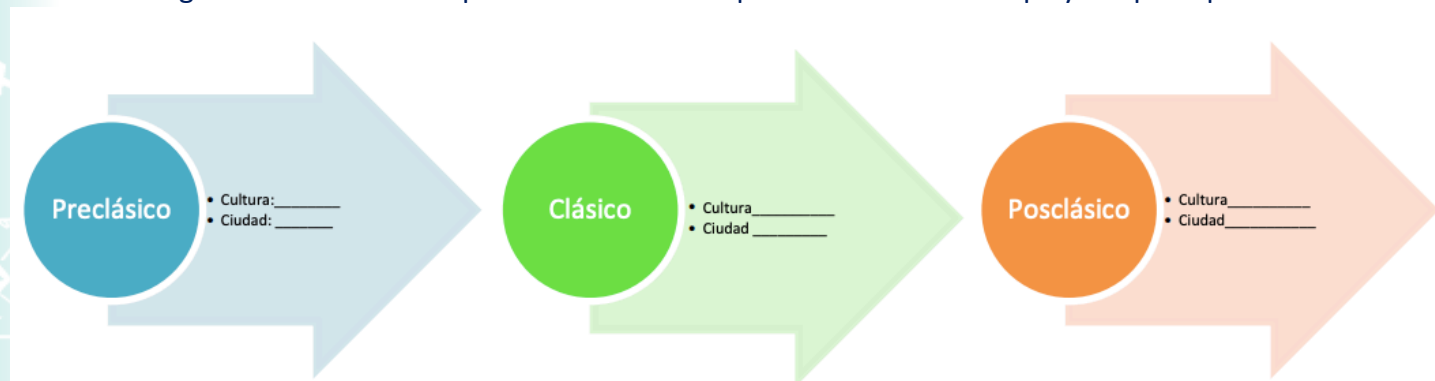 Preclásico
• Cultura:________
• Ciudad: _______
Clásico
• Cultura__________
• Ciudad _________
Posclásico
• Cultura__________
• Ciudad___________